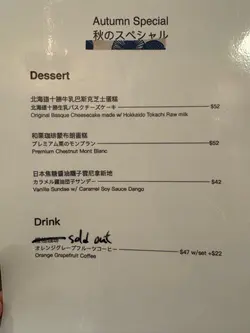 Autumn Special
秋のスペシャル
Dessert
北海道十勝牛乳巴斯克芝士蛋糕
北海道十勝牛乳バスクチーズケーキ $52
Original Basque Cheesecake made w/ Hokkaido Tokachi Raw milk
和栗咖啡蒙布朗蛋糕
プレミアム栗のモンブラン $52
Premium Chestnut Mont Blanc
日本焦糖醬油糰子雲尼拿新地
カラメル醤油団子サンデー $43
Vanilla Sundae w/ Caramel Soy Sauce Dango
Drink
sold out
オレンジグレープフルーツコーヒー $47 w/set +$22
Orange Grapefruit Coffee